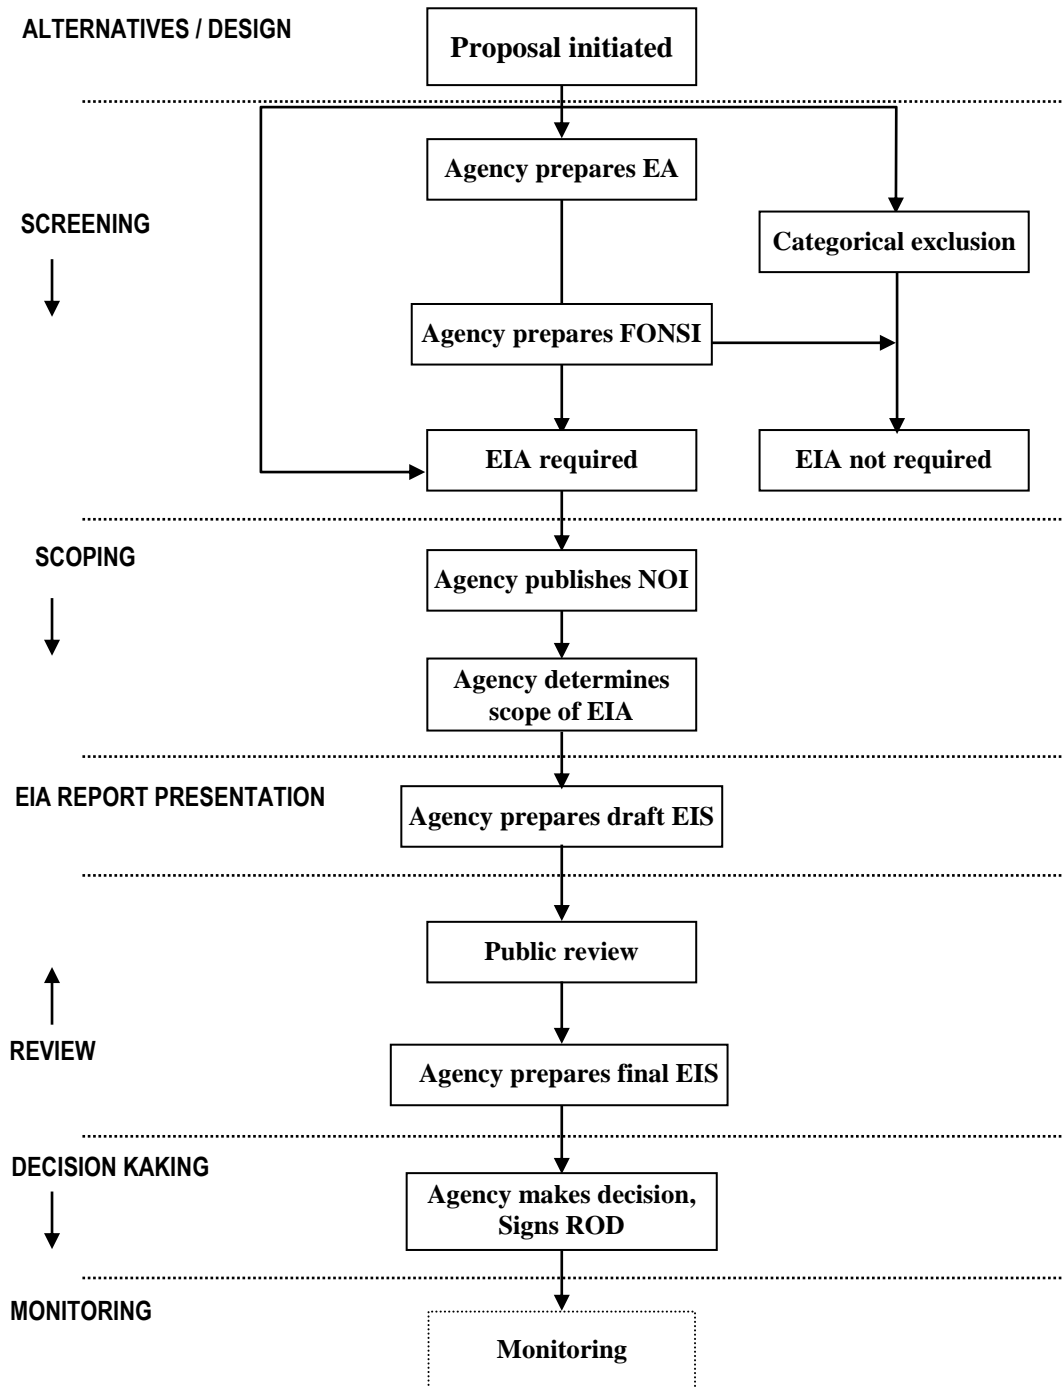 ALTERNATIVES / DESIGN
Proposal initiated
Agency prepares EA
SCREENING
Categorical exclusion
Agency prepares FONSI
EIA required
EIA not required
SCOPING
Agency publishes NOI
Agency determines
scope of EIA
EIA REPORT PRESENTATION
Agency prepares draft EIS
Public review
REVIEW
Agency prepares final EIS
DECISION KAKING
Agency makes decision,
Signs ROD
MONITORING
Monitoring